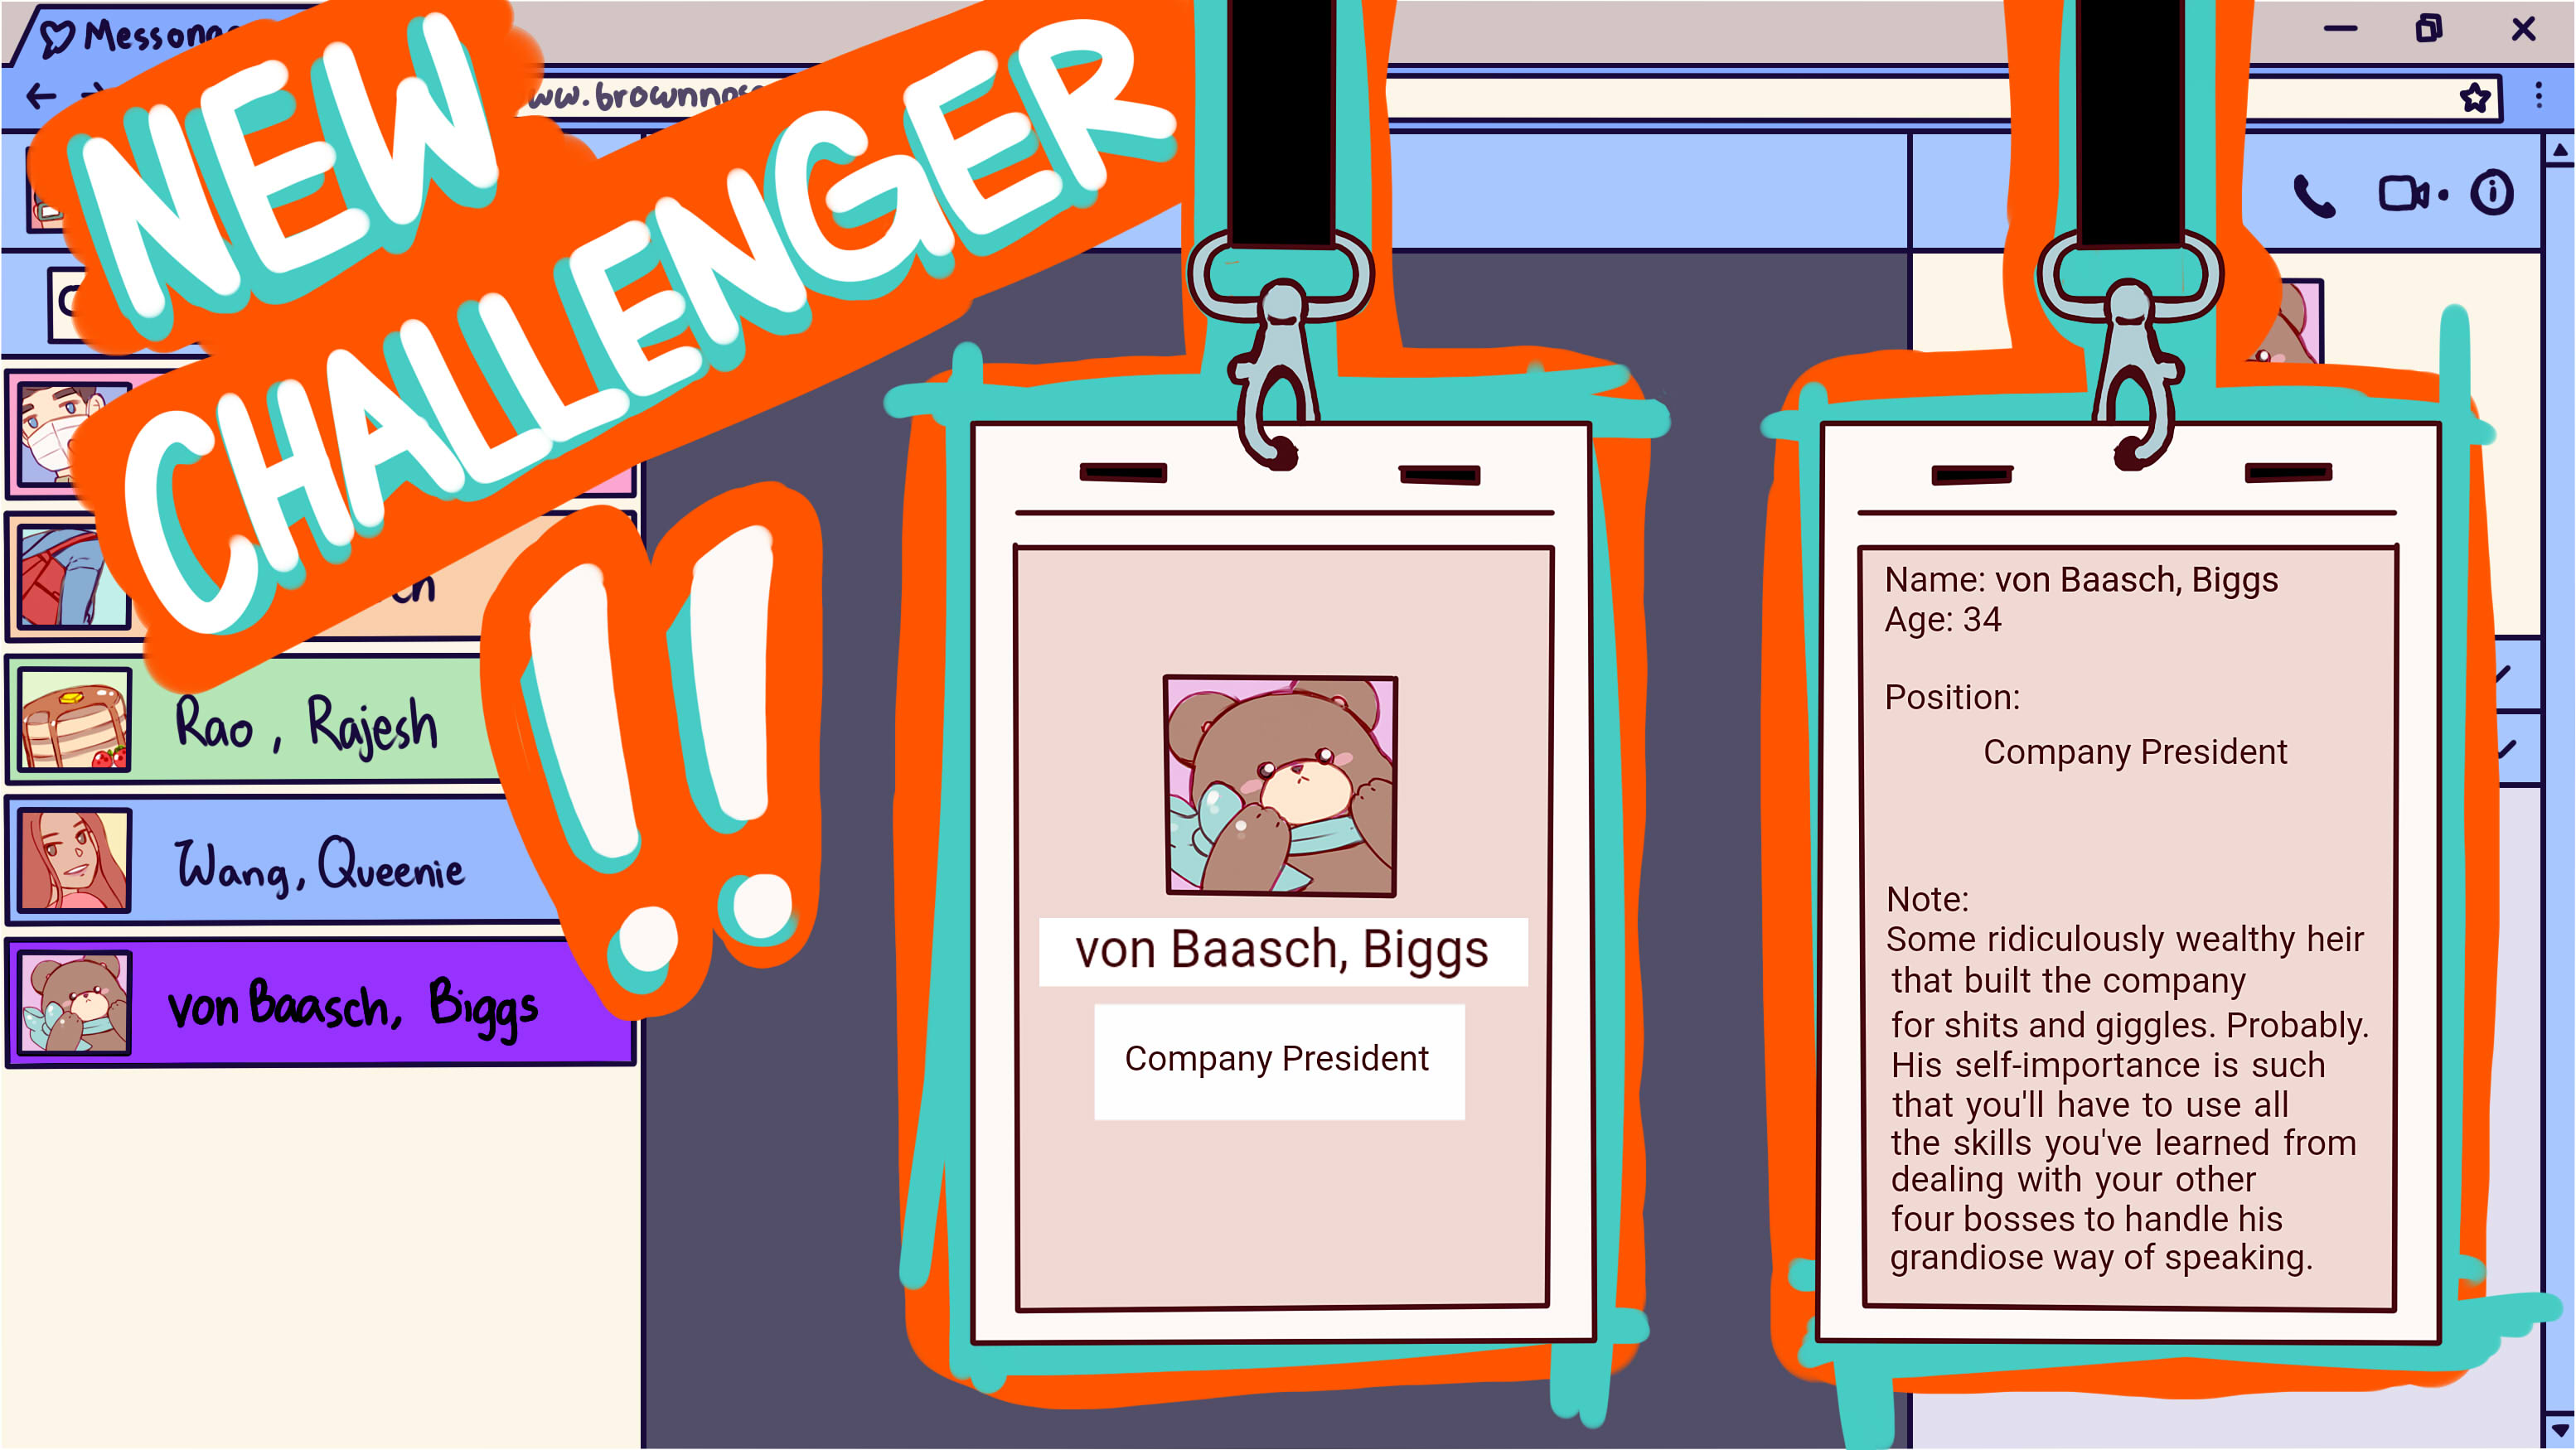 NEW
CHALLENGER
!!
Rao, Rajesh
Wang, Queenie
von Baasch, Biggs
von Baasch, Biggs
Company President
Name: von Baasch, Biggs
Age: 34
Position:
Company President
Note:
Some ridiculously wealthy heir
that built the company
for shits and giggles. Probably.
His self-importance is such
that you'll have to use all
the skills you've learned from
dealing with your other
four bosses to handle his
grandiose way of speaking.